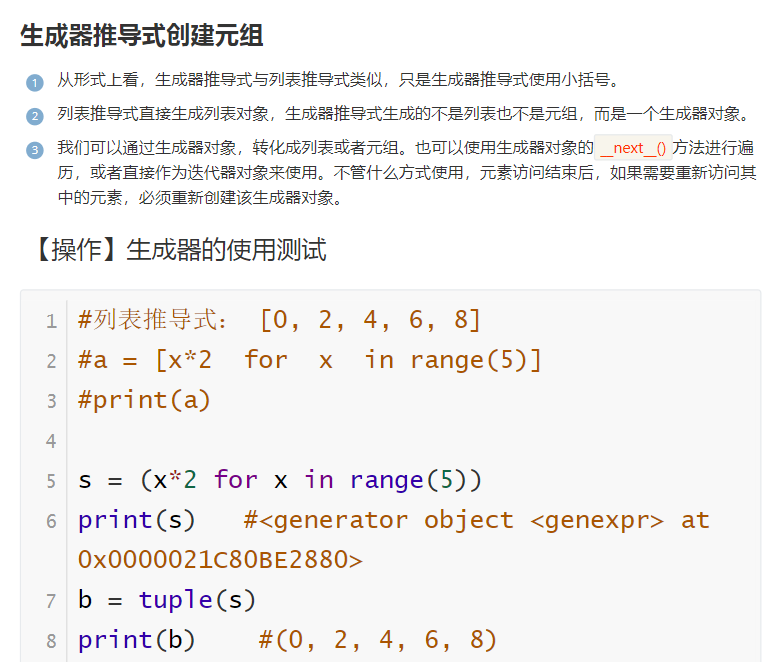 生成器推导式创建元组
1 从形式上看，生成器推导式与列表推导式类似，只是生成器推导式使用小括号。
2 列表推导式直接生成列表对象，生成器推导式生成的不是列表也不是元组，而是一个生成器对象。
3 我们可以通过生成器对象，转化成列表或者元组。也可以使用生成器对象的 __next__() 方法进行遍
历，或者直接作为迭代器对象来使用。不管什么方式使用，元素访问结束后，如果需要重新访问其
中的元素，必须重新创建该生成器对象。
【操作】生成器的使用测试
1 #列表推导式： [0, 2, 4, 6, 8]
2 #a = [x*2  for  x  in range(5)]
3 #print(a)
4
5 s = (x*2 for x in range(5))
6 print(s)   #<generator object <genexpr> at
0x0000021C80BE2880>
7 b = tuple(s)
8 print(b)    #(0, 2, 4, 6, 8)